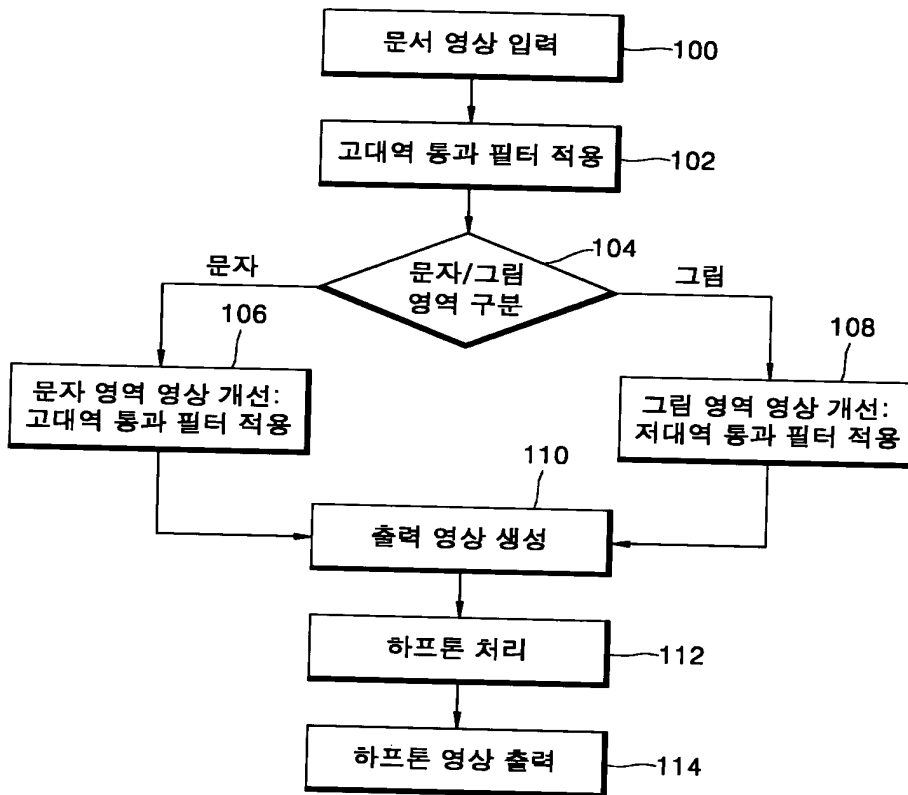 문서 영상 입력
100
고대역 통과 필터 적용
102
104
문자
문자/그림
영역 구분
그림
106
108
문자 영역 영상 개선:
고대역 통과 필터 적용
그림 영역 영상 개선:
저대역 통과 필터 적용
110
출력 영상 생성
하프톤 처리
112
하프톤 영상 출력
114